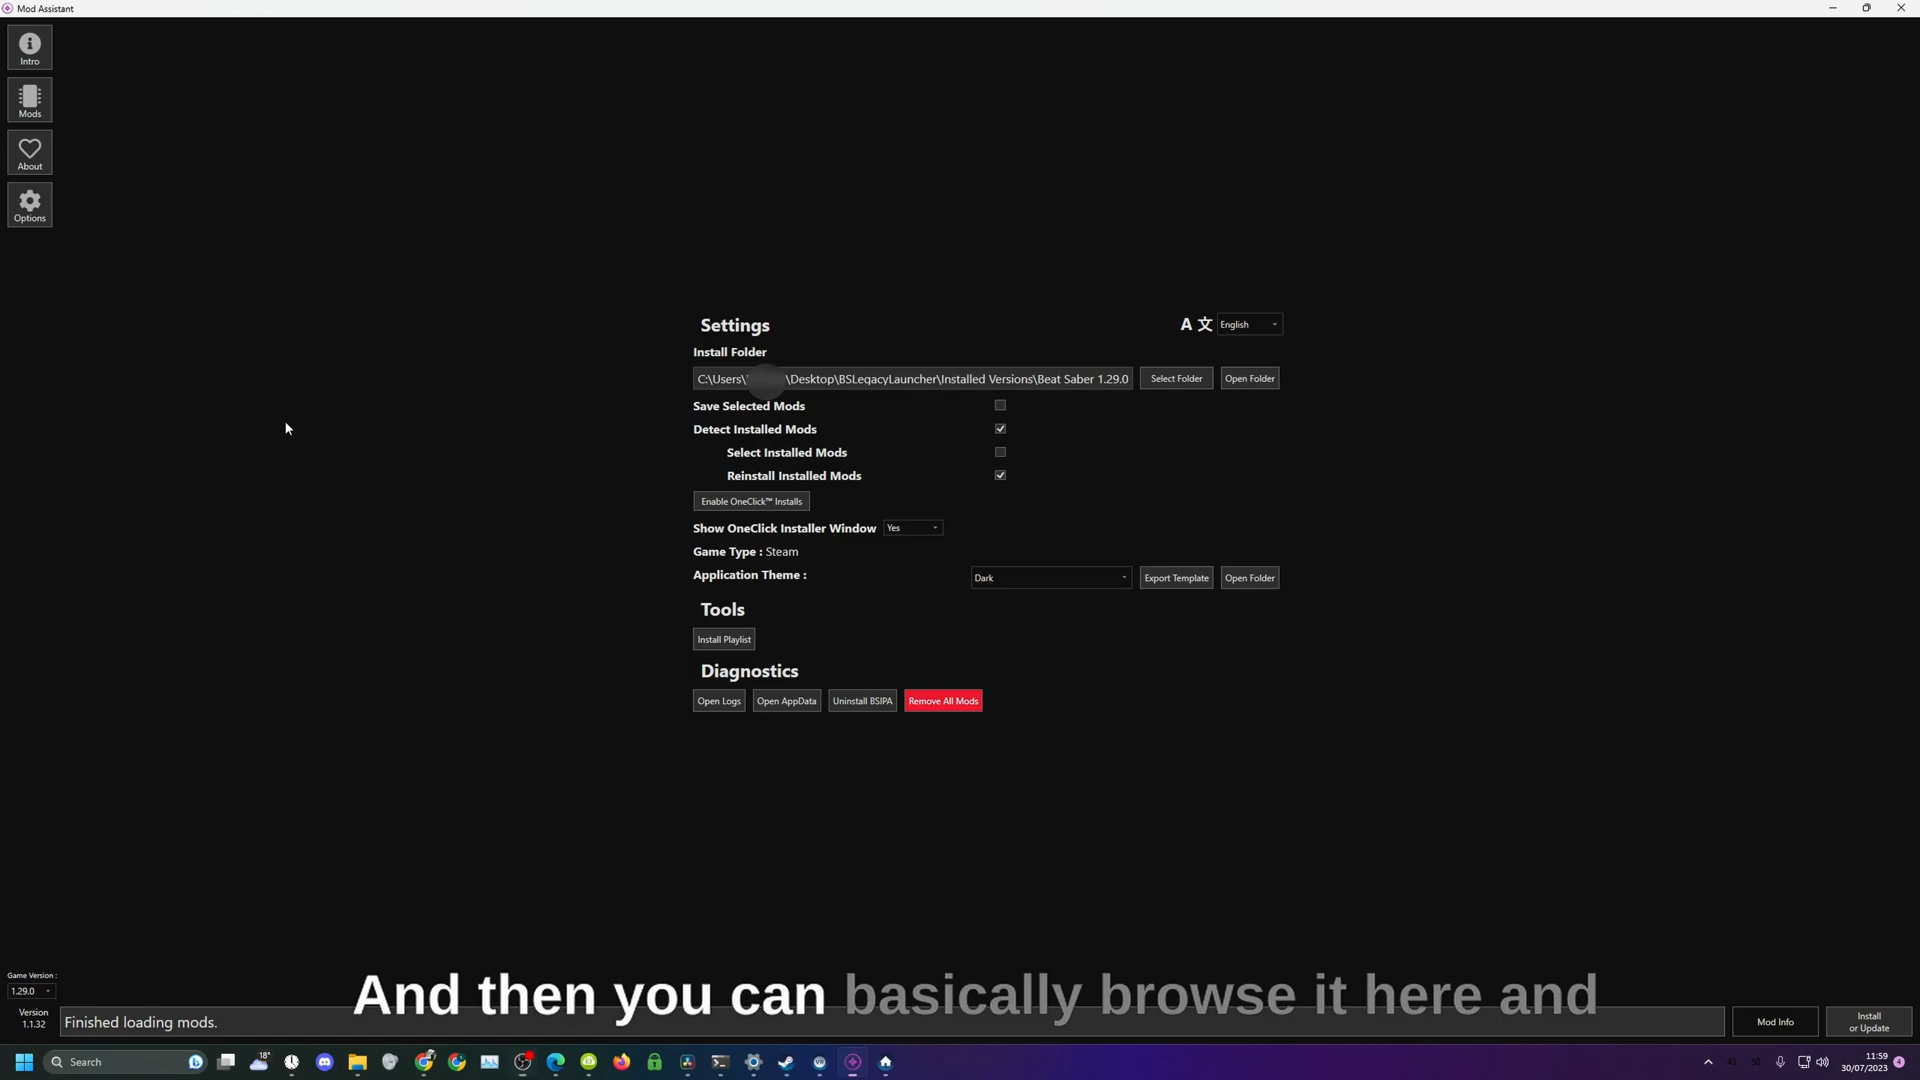 Mod Assistant
Intro
Mods
About
Options
Settings
A 文 English
Install Folder
C:\Users\ \Desktop\BSLegacyLauncher\Installed Versions\Beat Saber 1.29.0 Select Folder Open Folder
Save Selected Mods
Detect Installed Mods
Select Installed Mods
Reinstall Installed Mods
Enable OneClick™ Installs
Show OneClick Installer Window Yes
Game Type : Steam
Application Theme : Dark Export Template Open Folder
Tools
Install Playlist
Diagnostics
Open Logs Open AppData Uninstall BSIPA Remove All Mods
Game Version :
1.29.0
And then you can basically browse it here and
Version
1.1.32
Finished loading mods.
Mod Info
Install
or Update
Search
18°
43 50
11:59
30/07/2023
4